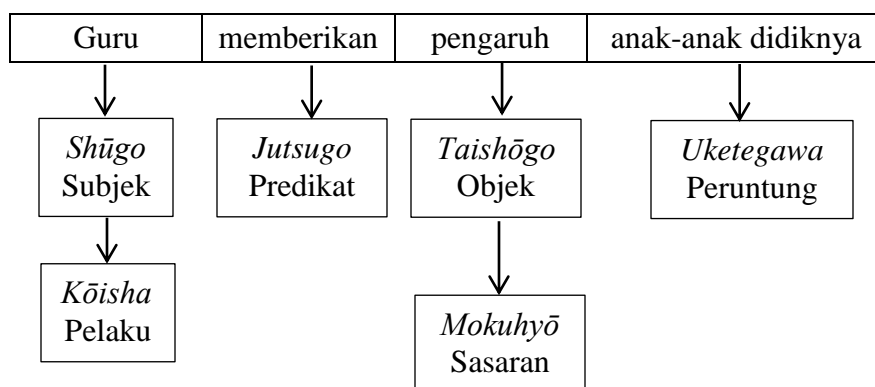 Guru memberikan pengaruh anak-anak didiknya
Shūgo
Subjek
Jutsugo
Predikat
Taishōgo
Objek
Uketegawa
Peruntung
Kōisha
Pelaku
Mokuhyō
Sasaran